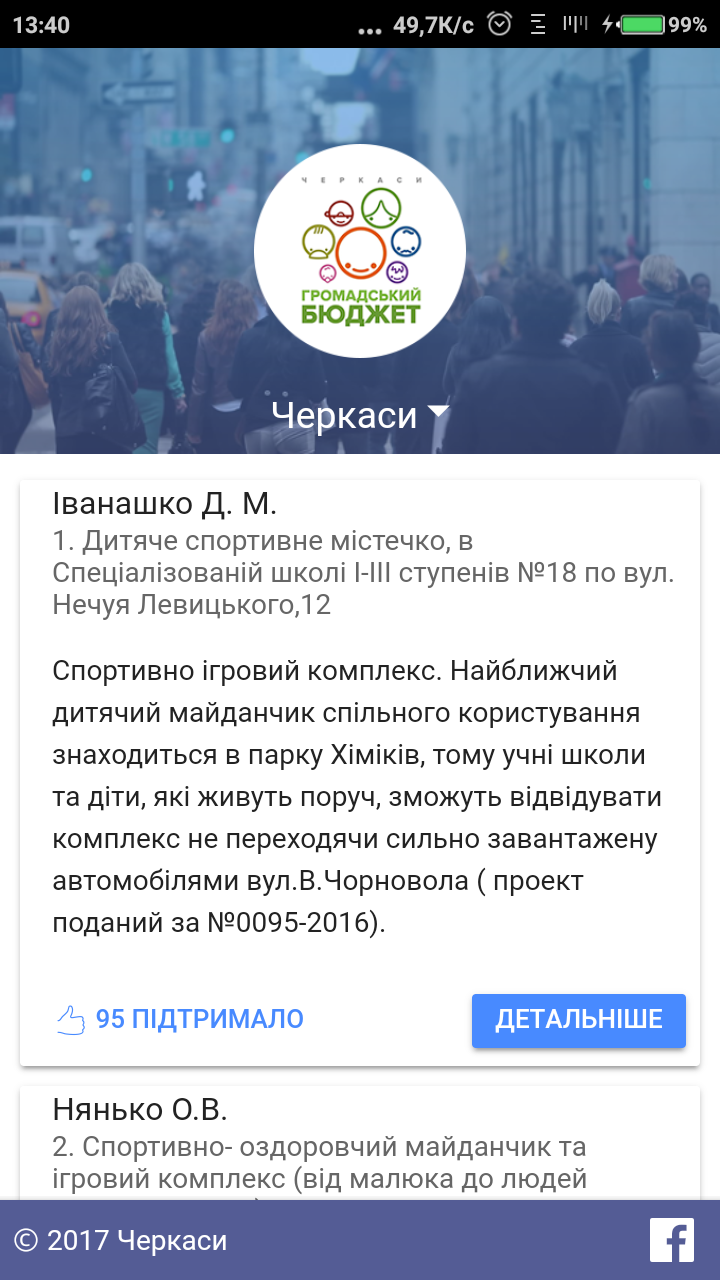 13:40
... 49,7K/c
99%
ЧЕРКАСИ
ГРОМАДСЬКИЙ
БЮДЖЕТ
Черкаси
Іванашко Д. М.
1. Дитяче спортивне містечко, в
Спеціалізованій школі І-ІІІ ступенів №18 по вул.
Нечуя Левицького,12
Спортивно ігровий комплекс. Найближчий
дитячий майданчик спільного користування
знаходиться в парку Хіміків, тому учні школи
та діти, які живуть поруч, зможуть відвідувати
комплекс не переходячи сильно завантажену
автомобілями вул.В.Чорновола ( проект
поданий за №0095-2016).
95 ПІДТРИМАЛО
ДЕТАЛЬНІШЕ
Нянько О.В.
2. Спортивно- оздоровчий майданчик та
ігровий комплекс (від малюка до людей
© 2017 Черкаси